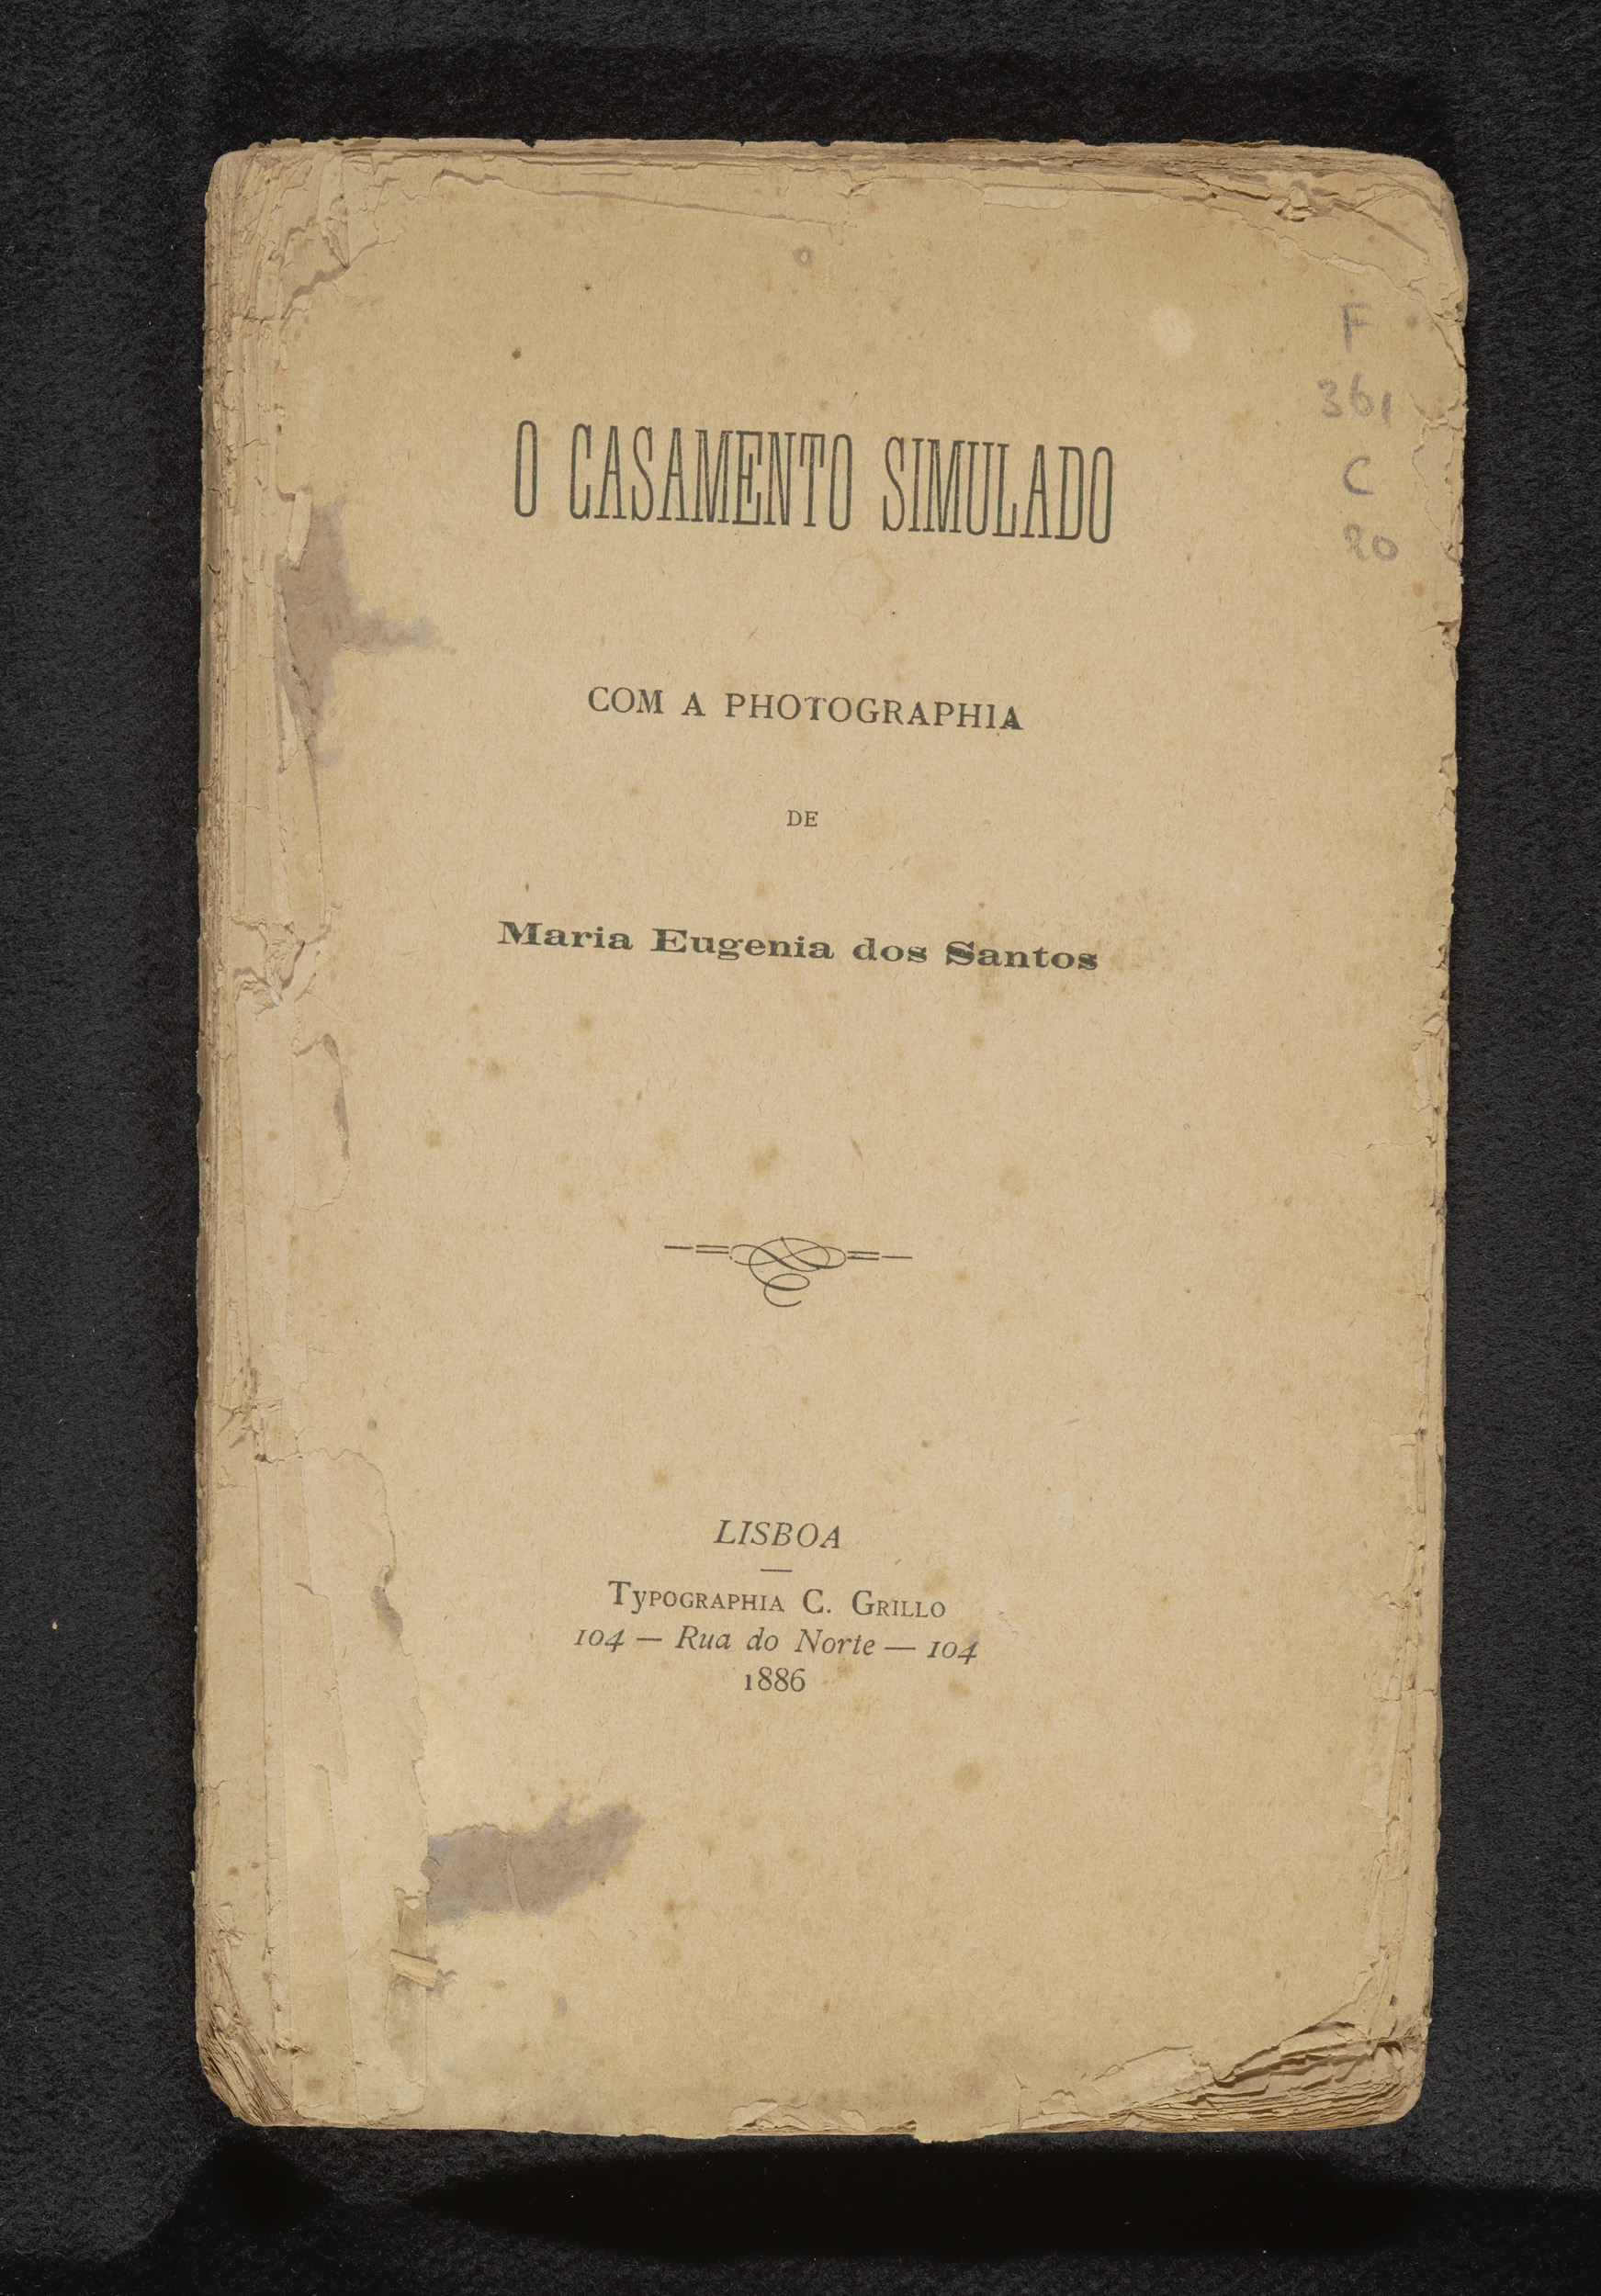 F
361
C
20
O CASAMENTO SIMULADO
COM A PHOTOGRAPHIA
DE
Maria Eugenia dos Santos
LISBOA
Typographia C. Grillo
104 — Rua do Norte — 104
1886